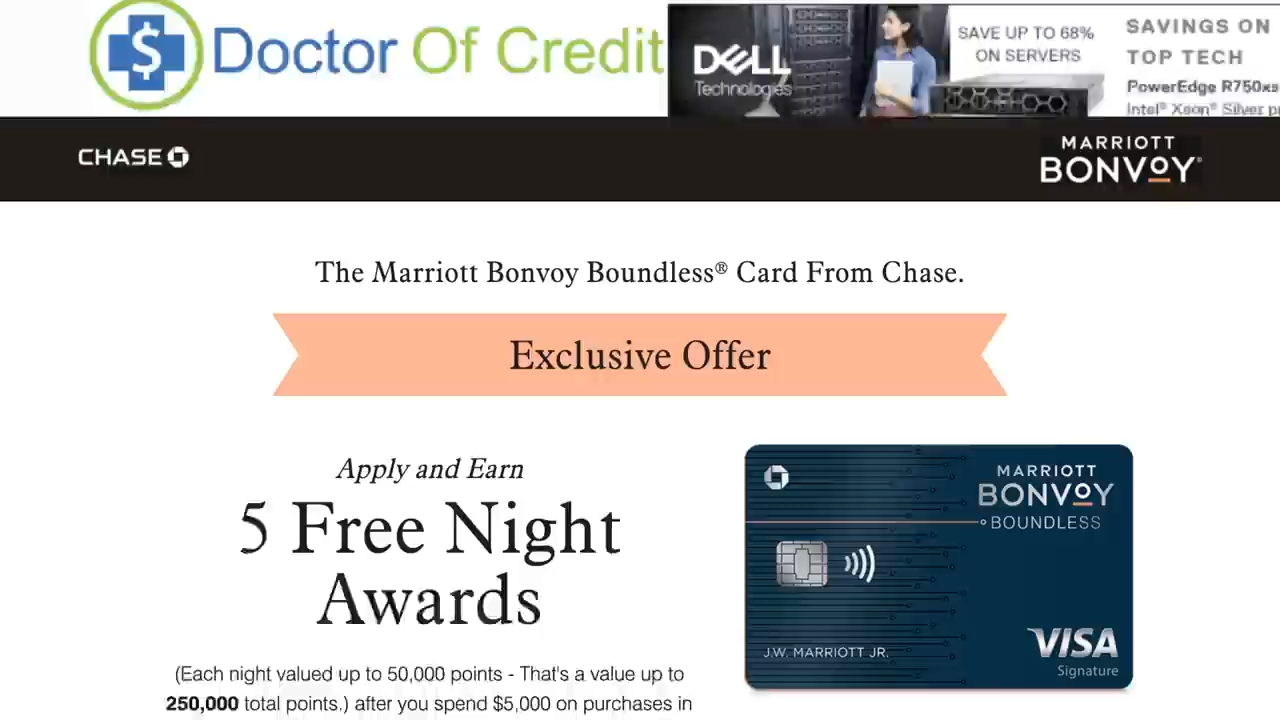 Doctor Of Credit
DELL
Technologies
SAVE UP TO 68%
ON SERVERS
SAVINGS ON
TOP TECH
PowerEdge R750xs
Intel® Xeon® Silver
CHASE
MARRIOTT
BONVOY®
The Marriott Bonvoy Boundless® Card From Chase.
Exclusive Offer
Apply and Earn
5 Free Night
Awards
(Each night valued up to 50,000 points - That's a value up to
250,000 total points.) after you spend $5,000 on purchases in
MARRIOTT
BONVOY
BOUNDLESS
J.W. MARRIOTT JR.
VISA
Signature